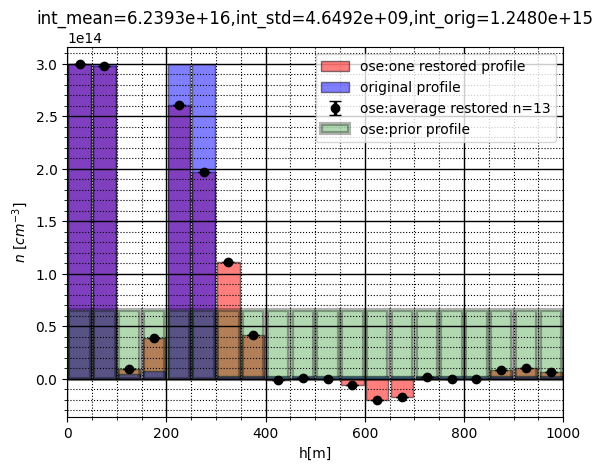 int_mean=6.2393e+16,int_std=4.6492e+09,int_orig=1.2480e+15
1e14
ose:one restored profile
original profile
ose:average restored n=13
ose:prior profile
3.0
2.5
2.0
1.5
1.0
0.5
0.0
n [cm⁻³]
0 200 400 600 800 1000
h[m]